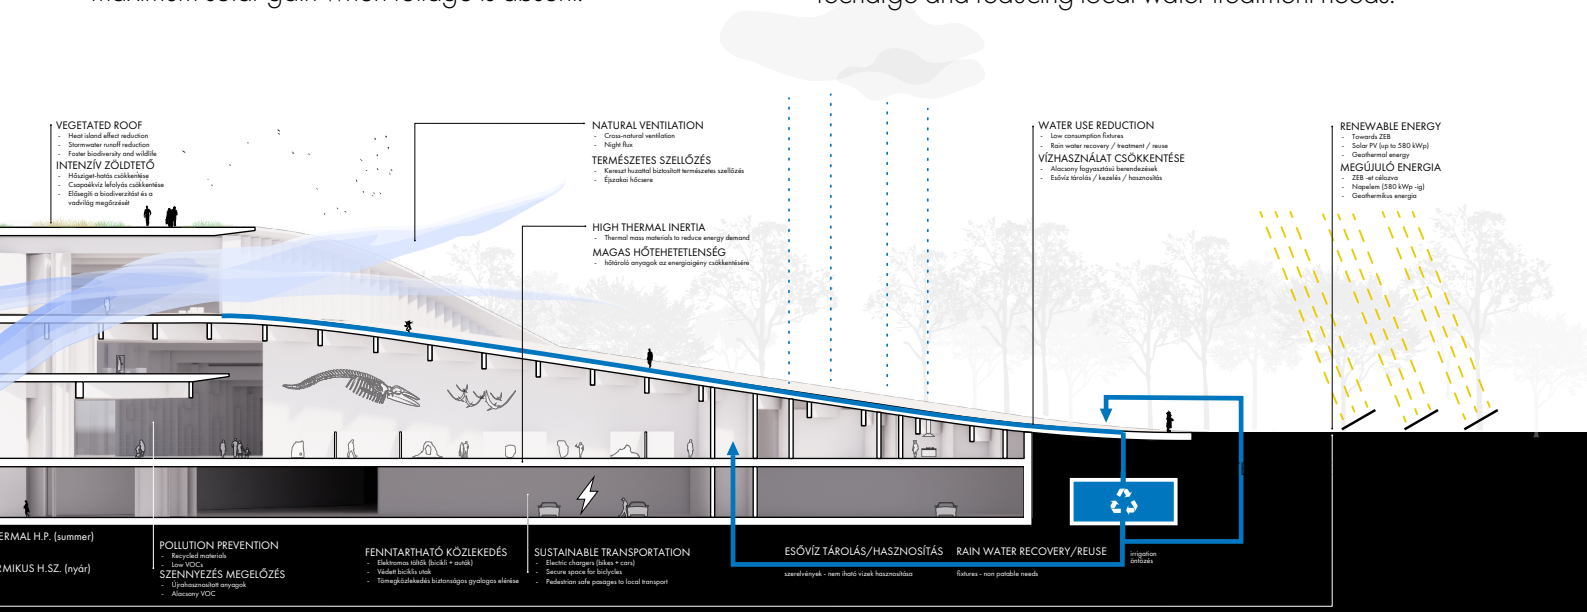 maximum solar gain when foliage is absent.
recharge and reducing local water treatment needs.
VEGETATED ROOF
- Heat island effect reduction
- Stormwater runoff reduction
- Foster biodiversity and wildlife
INTENZÍV ZÖLDTETŐ
- Hősziget-hatás csökkentése
- Csapaékvíz lefolyás csökkentése
- Elősegíti a biodiverzitást és a
vadvilág megőrzését
NATURAL VENTILATION
- Cross-natural ventilation
- Night flux
TERMÉSZETES SZELLŐZÉS
- Kereszt huzattal biztosított természetes szellőzés
- Éjszakai hőcsere
HIGH THERMAL INERTIA
- Thermal mass materials to reduce energy demand
MAGAS HŐTEHETETLENSÉG
- hőtároló anyagok az energiaigény csökkentésére
WATER USE REDUCTION
- Low consumption fixtures
- Rain water recovery / treatment / reuse
VÍZHASZNÁLAT CSÖKKENTÉSE
- Alacsony fogyasztású berendezések
- Esővíz tárolás / kezelés / hasznosítás
RENEWABLE ENERGY
- Towards ZEB
- Solar PV (up to 580 kWp)
- Geothermal energy
MEGÚJULÓ ENERGIA
- ZEB -et célozva
- Napelem (580 kWp -ig)
- Geothermikus energia
ERMAL H.P. (summer)
RMIKUS H.SZ. (nyár)
POLLUTION PREVENTION
- Recycled materials
- Low VOCs
SZENNYEZÉS MEGELŐZÉS
- Újrahasznosított anyagok
- Alacsony VOC
FENNTARTHATÓ KÖZLEKEDÉS
- Elektromos töltők (bicikli + autók)
- Védett biciklis utak
- Tömegközlekedés biztonságos gyalogos elérése
SUSTAINABLE TRANSPORTATION
- Electric chargers (bikes + cars)
- Secure space for biclycles
- Pedestrian safe pasages to local transport
ESŐVÍZ TÁROLÁS/HASZNOSÍTÁS
szerelvények - nem iható vizek hasznosítása
RAIN WATER RECOVERY/REUSE
fixtures - non potable needs
irrigation
öntözés